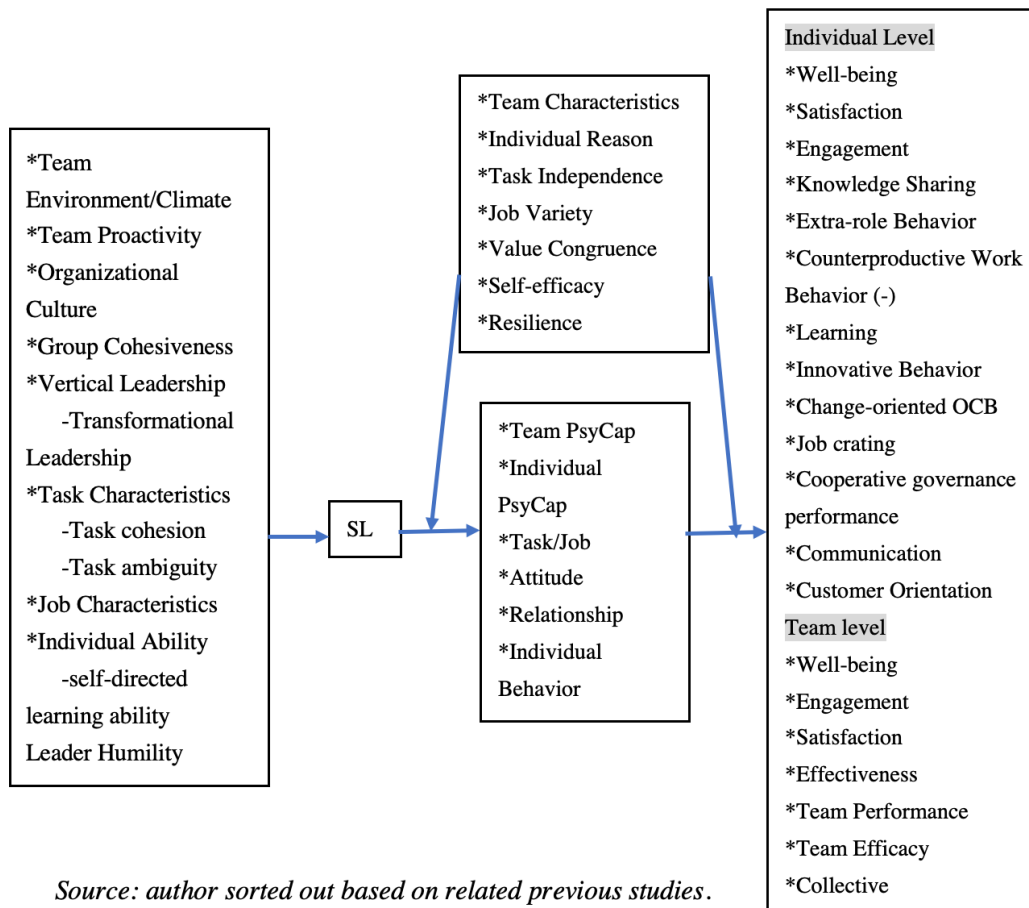 *Team
Environment/Climate
*Team Proactivity
*Organizational
Culture
*Group Cohesiveness
*Vertical Leadership
-Transformational
Leadership
*Task Characteristics
-Task cohesion
-Task ambiguity
*Job Characteristics
*Individual Ability
-self-directed
learning ability
Leader Humility
SL
*Team Characteristics
*Individual Reason
*Task Independence
*Job Variety
*Value Congruence
*Self-efficacy
*Resilience
*Team PsyCap
*Individual
PsyCap
*Task/Job
*Attitude
*Relationship
*Individual
Behavior
Individual Level
*Well-being
*Satisfaction
*Engagement
*Knowledge Sharing
*Extra-role Behavior
*Counterproductive Work
Behavior (-)
*Learning
*Innovative Behavior
*Change-oriented OCB
*Job crating
*Cooperative governance
performance
*Communication
*Customer Orientation
Team level
*Well-being
*Engagement
*Satisfaction
*Effectiveness
*Team Performance
*Team Efficacy
*Collective
Source: author sorted out based on related previous studies.